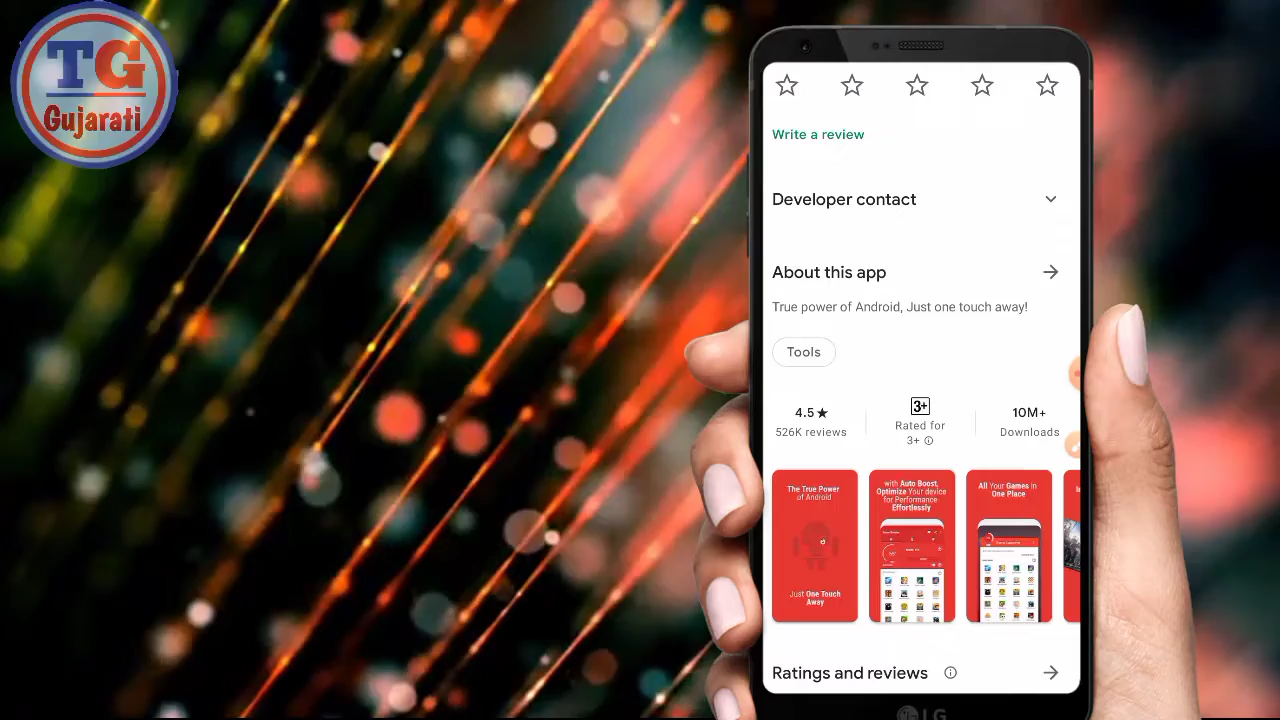 TG
Gujarati
Write a review
Developer contact
About this app
True power of Android, Just one touch away!
Tools
4.5★
526K reviews
3+
Rated for
3+
10M+
Downloads
The True Power
of Android
Just One Touch
Away
with Auto Boost,
Optimize Your device
for Performance
Effortlessly
All Your Games in
One Place
Ratings and reviews
LG